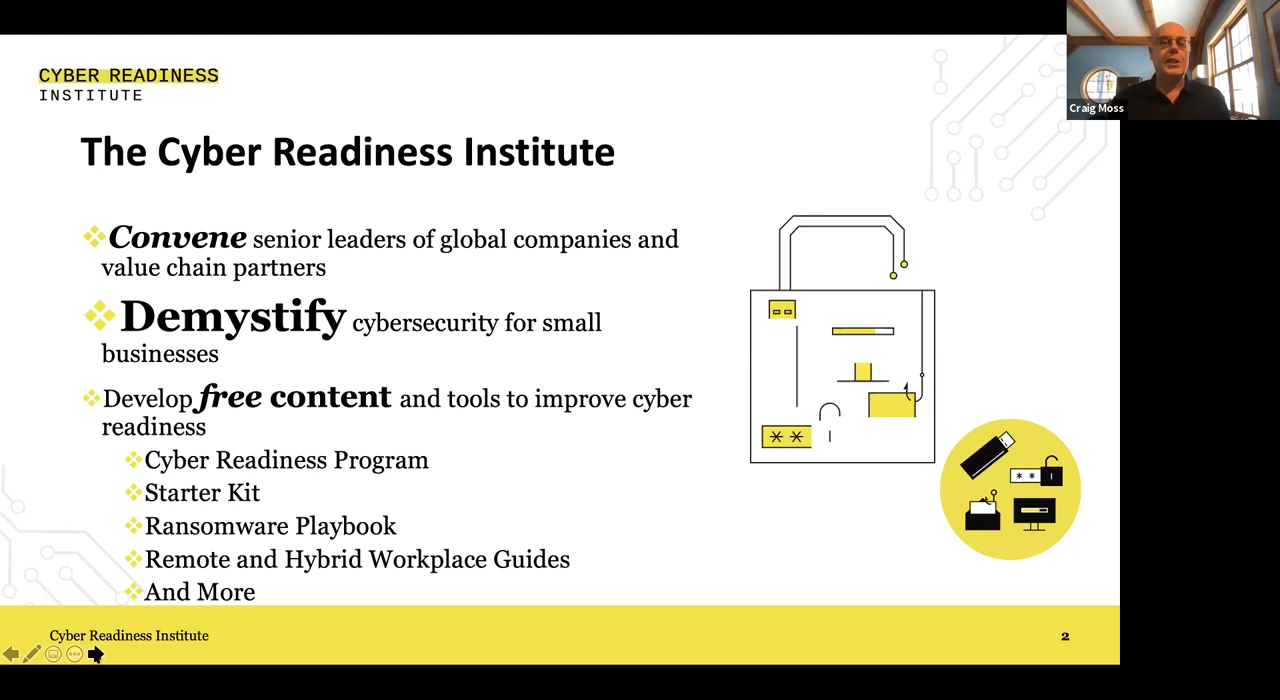 CYBER READINESS
INSTITUTE
Craig Moss
The Cyber Readiness Institute
Convene senior leaders of global companies and
value chain partners
Demystify cybersecurity for small
businesses
Develop free content and tools to improve cyber
readiness
Cyber Readiness Program
Starter Kit
Ransomware Playbook
Remote and Hybrid Workplace Guides
And More
Cyber Readiness Institute
2